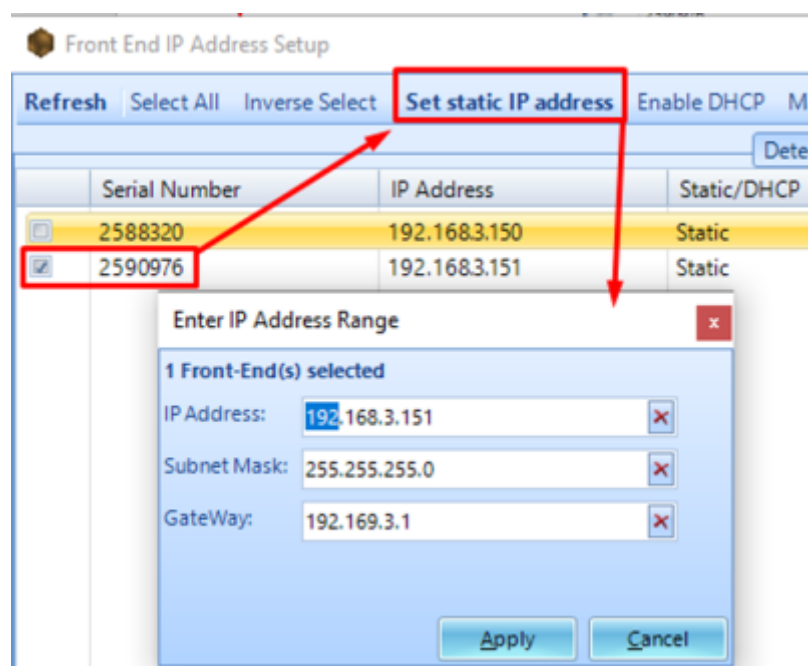 Front End IP Address Setup
Refresh Select All Inverse Select Set static IP address Enable DHCP M
Dete
Serial Number IP Address Static/DHCP
2588320 192.168.3.150 Static
2590976 192.168.3.151 Static
Enter IP Address Range
1 Front-End(s) selected
IP Address: 192.168.3.151
Subnet Mask: 255.255.255.0
GateWay: 192.169.3.1
Apply Cancel